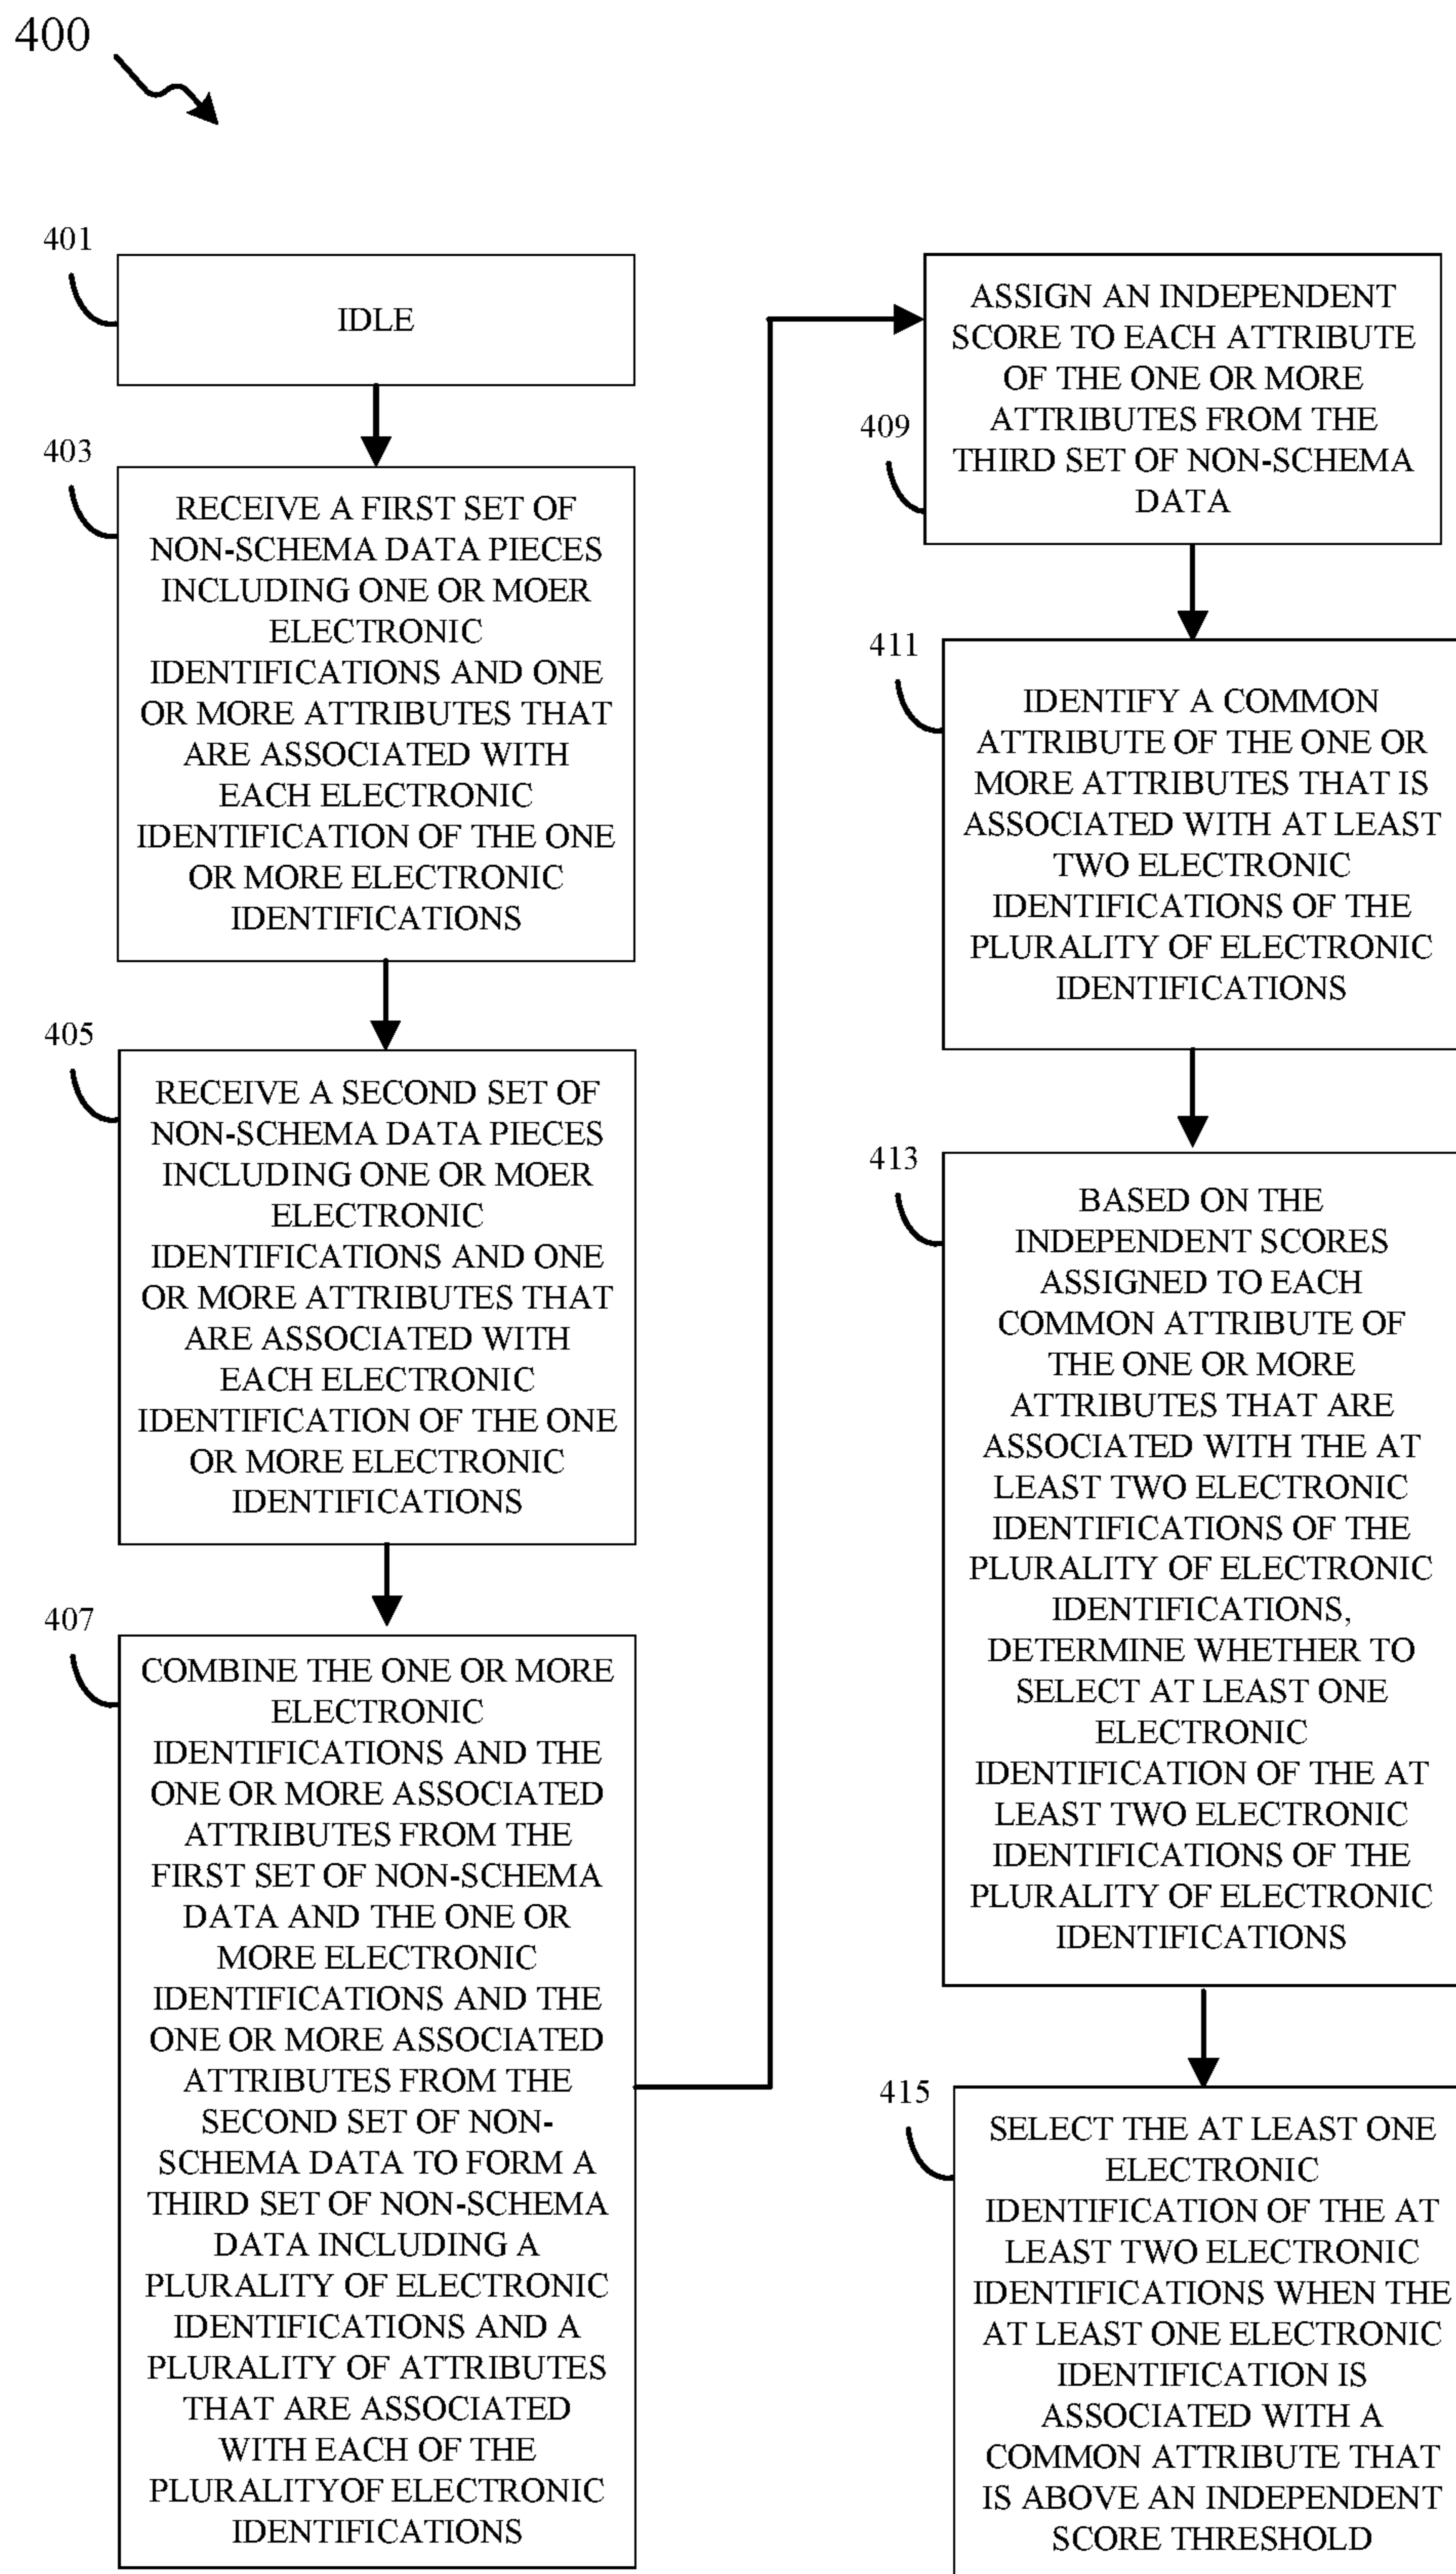 400
401
IDLE
403
RECEIVE A FIRST SET OF
NON-SCHEMA DATA PIECES
INCLUDING ONE OR MOER
ELECTRONIC
IDENTIFICATIONS AND ONE
OR MORE ATTRIBUTES THAT
ARE ASSOCIATED WITH
EACH ELECTRONIC
IDENTIFICATION OF THE ONE
OR MORE ELECTRONIC
IDENTIFICATIONS
405
RECEIVE A SECOND SET OF
NON-SCHEMA DATA PIECES
INCLUDING ONE OR MOER
ELECTRONIC
IDENTIFICATIONS AND ONE
OR MORE ATTRIBUTES THAT
ARE ASSOCIATED WITH
EACH ELECTRONIC
IDENTIFICATION OF THE ONE
OR MORE ELECTRONIC
IDENTIFICATIONS
407
COMBINE THE ONE OR MORE
ELECTRONIC
IDENTIFICATIONS AND THE
ONE OR MORE ASSOCIATED
ATTRIBUTES FROM THE
FIRST SET OF NON-SCHEMA
DATA AND THE ONE OR
MORE ELECTRONIC
IDENTIFICATIONS AND THE
ONE OR MORE ASSOCIATED
ATTRIBUTES FROM THE
SECOND SET OF NON-
SCHEMA DATA TO FORM A
THIRD SET OF NON-SCHEMA
DATA INCLUDING A
PLURALITY OF ELECTRONIC
IDENTIFICATIONS AND A
PLURALITY OF ATTRIBUTES
THAT ARE ASSOCIATED
WITH EACH OF THE
PLURALITYOF ELECTRONIC
IDENTIFICATIONS
409
ASSIGN AN INDEPENDENT
SCORE TO EACH ATTRIBUTE
OF THE ONE OR MORE
ATTRIBUTES FROM THE
THIRD SET OF NON-SCHEMA
DATA
411
IDENTIFY A COMMON
ATTRIBUTE OF THE ONE OR
MORE ATTRIBUTES THAT IS
ASSOCIATED WITH AT LEAST
TWO ELECTRONIC
IDENTIFICATIONS OF THE
PLURALITY OF ELECTRONIC
IDENTIFICATIONS
413
BASED ON THE
INDEPENDENT SCORES
ASSIGNED TO EACH
COMMON ATTRIBUTE OF
THE ONE OR MORE
ATTRIBUTES THAT ARE
ASSOCIATED WITH THE AT
LEAST TWO ELECTRONIC
IDENTIFICATIONS OF THE
PLURALITY OF ELECTRONIC
IDENTIFICATIONS,
DETERMINE WHETHER TO
SELECT AT LEAST ONE
ELECTRONIC
IDENTIFICATION OF THE AT
LEAST TWO ELECTRONIC
IDENTIFICATIONS OF THE
PLURALITY OF ELECTRONIC
IDENTIFICATIONS
415
SELECT THE AT LEAST ONE
ELECTRONIC
IDENTIFICATION OF THE AT
LEAST TWO ELECTRONIC
IDENTIFICATIONS WHEN THE
AT LEAST ONE ELECTRONIC
IDENTIFICATION IS
ASSOCIATED WITH A
COMMON ATTRIBUTE THAT
IS ABOVE AN INDEPENDENT
SCORE THRESHOLD